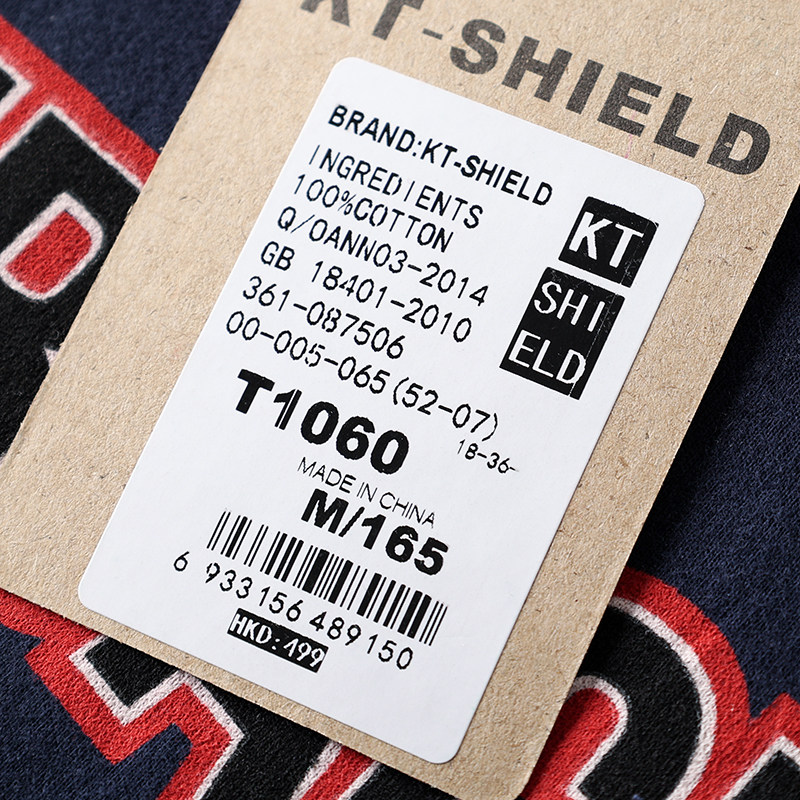 KT-SHIELD
BRAND:KT-SHIELD
INGREDIENTS
100%COTTON
Q/OANN03-2014
GB 18401-2010
361-087506
00-005-065(52-07)
18-36-
KT
SHI
ELD
T1060
MADE IN CHINA
M/165
6 933156 489150
HKD:499